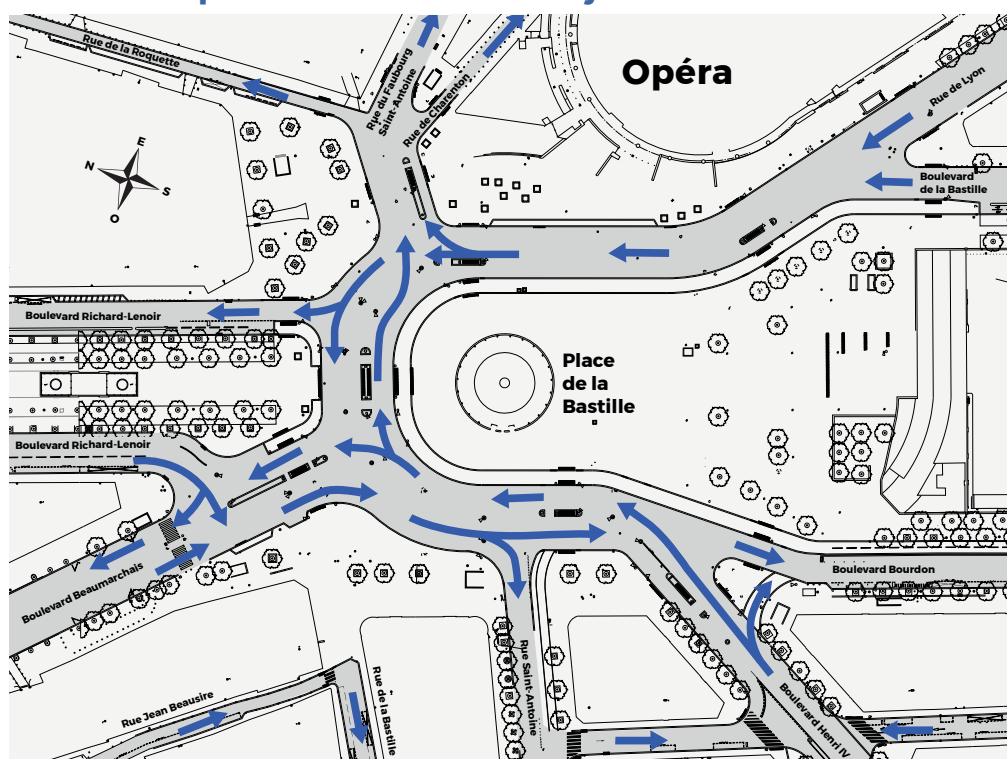 Opéra
Rue de la Roquette
Rue du Faubourg
Saint-Antoine
Rue de Charenton
Rue de Lyon
Boulevard
de la Bastille
E
N
S
O
Boulevard Richard-Lenoir
Place
de la
Bastille
Boulevard Richard-Lenoir
Boulevard Beaumarchais
Boulevard Bourdon
Rue Saint-Antoine
Boulevard Henri IV
Rue Jean Beausire
Rue de la Bastille